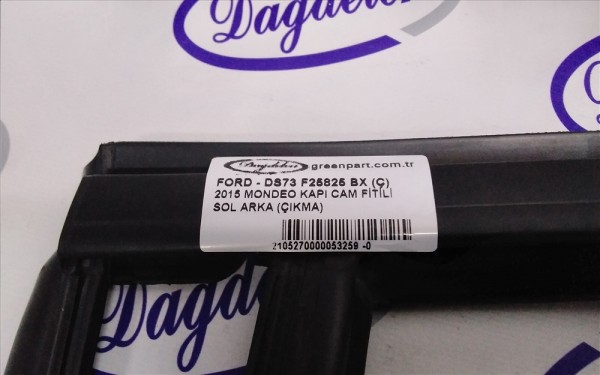 Dagdelen
greenpart.com.tr
FORD - DS73 F25825 BX (Ç)
2015 MONDEO KAPI CAM FİTİLİ
SOL ARKA (ÇIKMA)
2105270000053259 -0